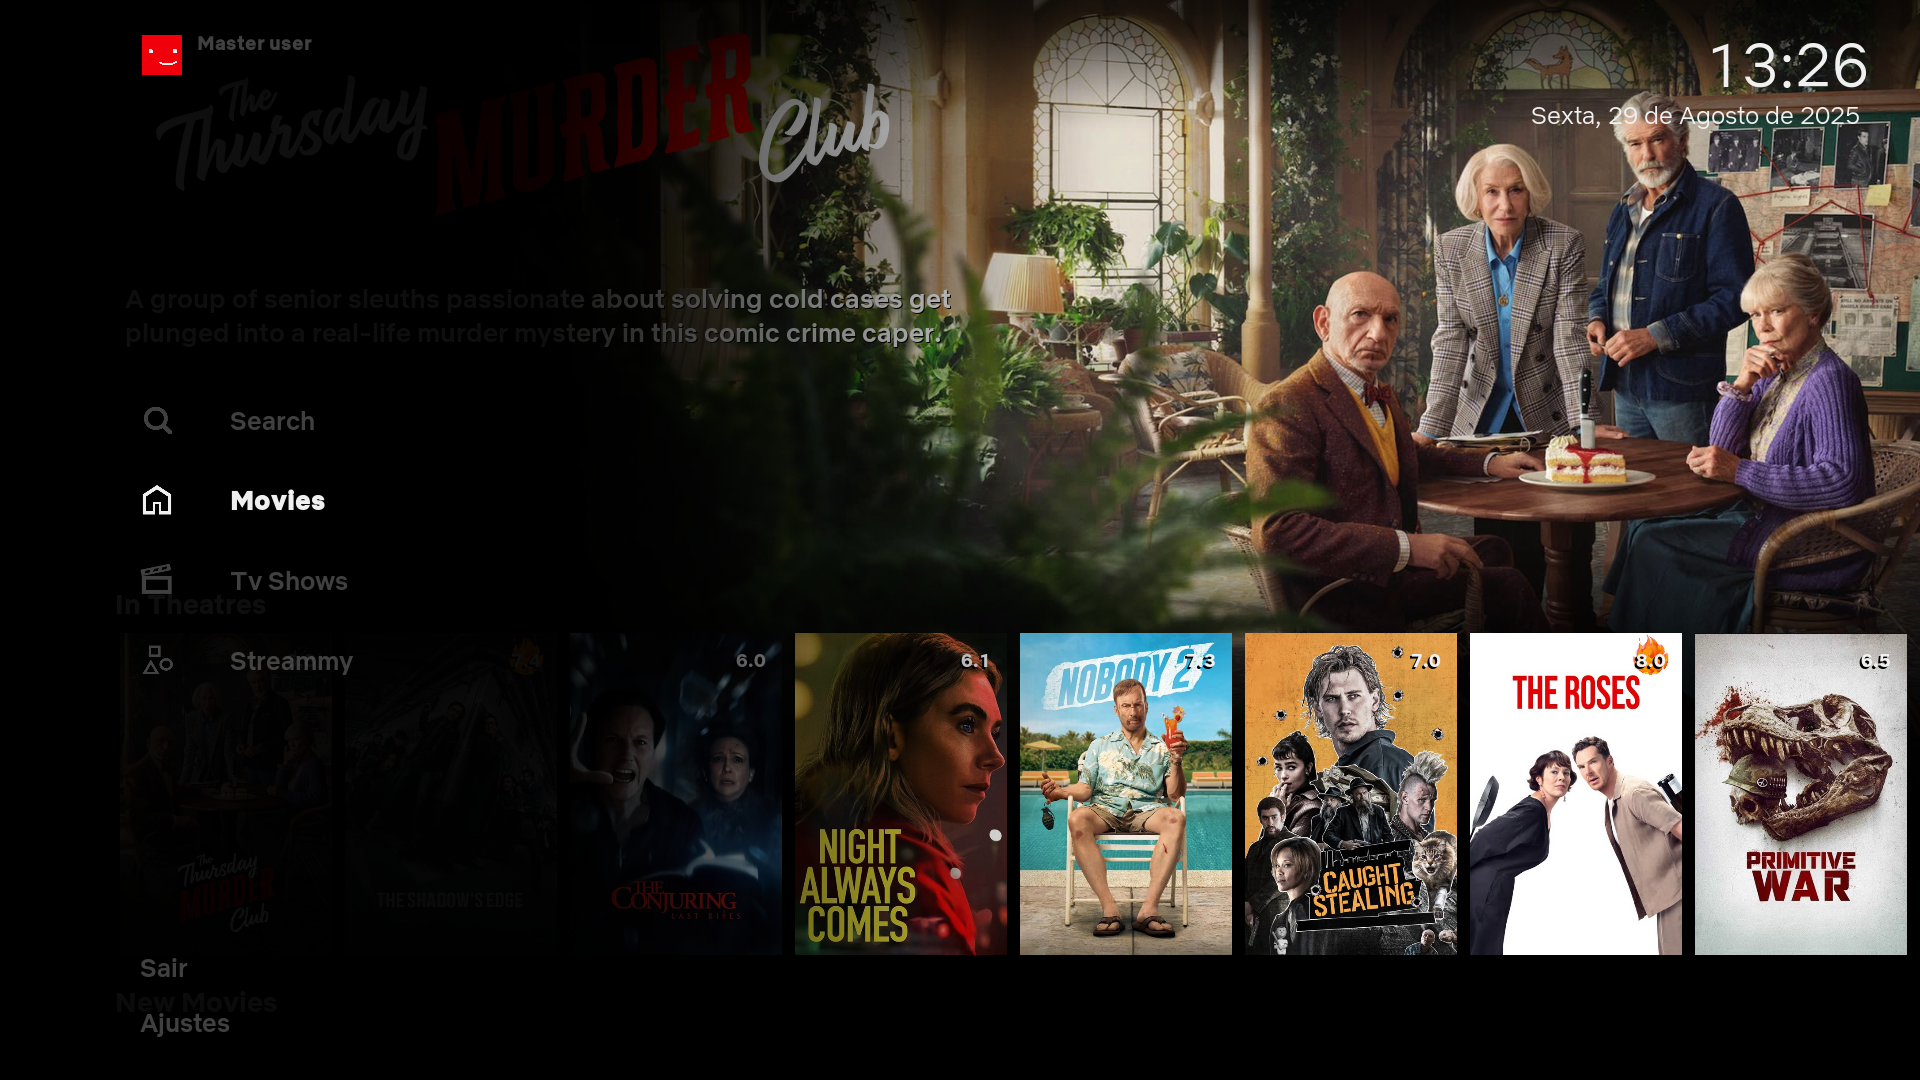 Master user
13:26
Sexta, 29 de Agosto de 2025
The
Thursday
MURDER
Club
A group of senior sleuths passionate about solving cold cases get
plunged into a real-life murder mystery in this comic crime caper.
Search
Movies
Tv Shows
In Theatres
Streammy
6.0
6.1
7.3
7.0
8.0
6.5
The
Thursday
MURDER
Club
THE SHADOW'S EDGE
THE
CONJURING
LAST RITES
NIGHT
ALWAYS
COMES
NOBODY 2
CAUGHT
STEALING
THE ROSES
PRIMITIVE
WAR
Sair
New Movies
Ajustes